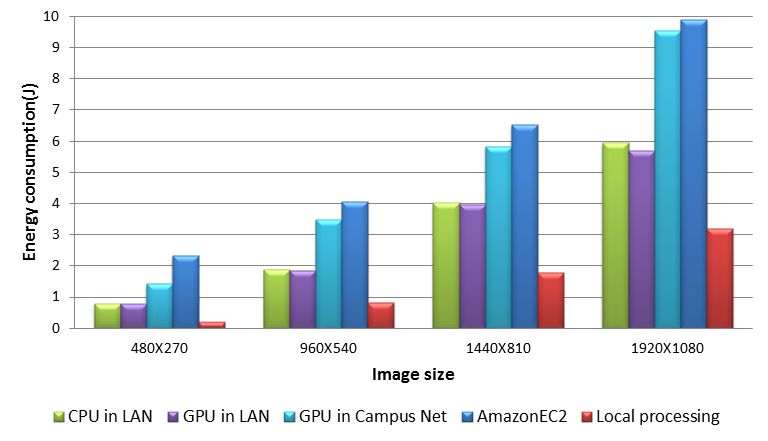 10
9
8
7
6
5
4
3
2
1
0
Energy consumption(J)
480X270 960X540 1440X810 1920X1080
Image size
CPU in LAN GPU in LAN GPU in Campus Net AmazonEC2 Local processing